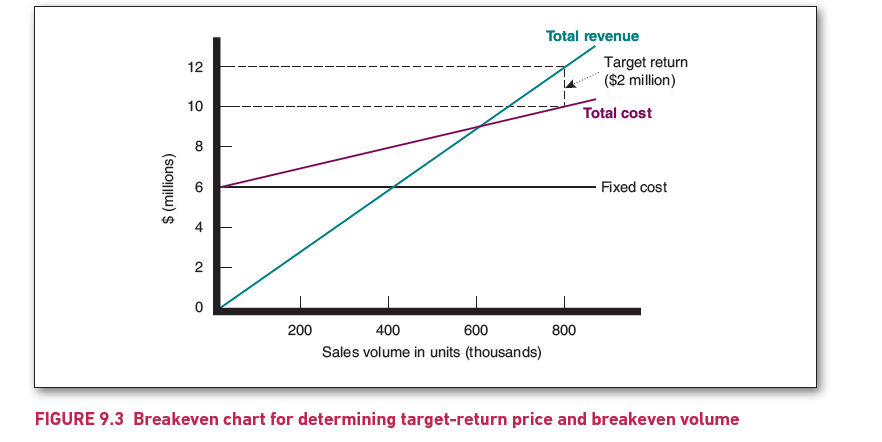 Total revenue
Target return
($2 million)
Total cost
Fixed cost
$ (millions)
12
10
8
6
4
2
0
200 400 600 800
Sales volume in units (thousands)
FIGURE 9.3 Breakeven chart for determining target-return price and breakeven volume